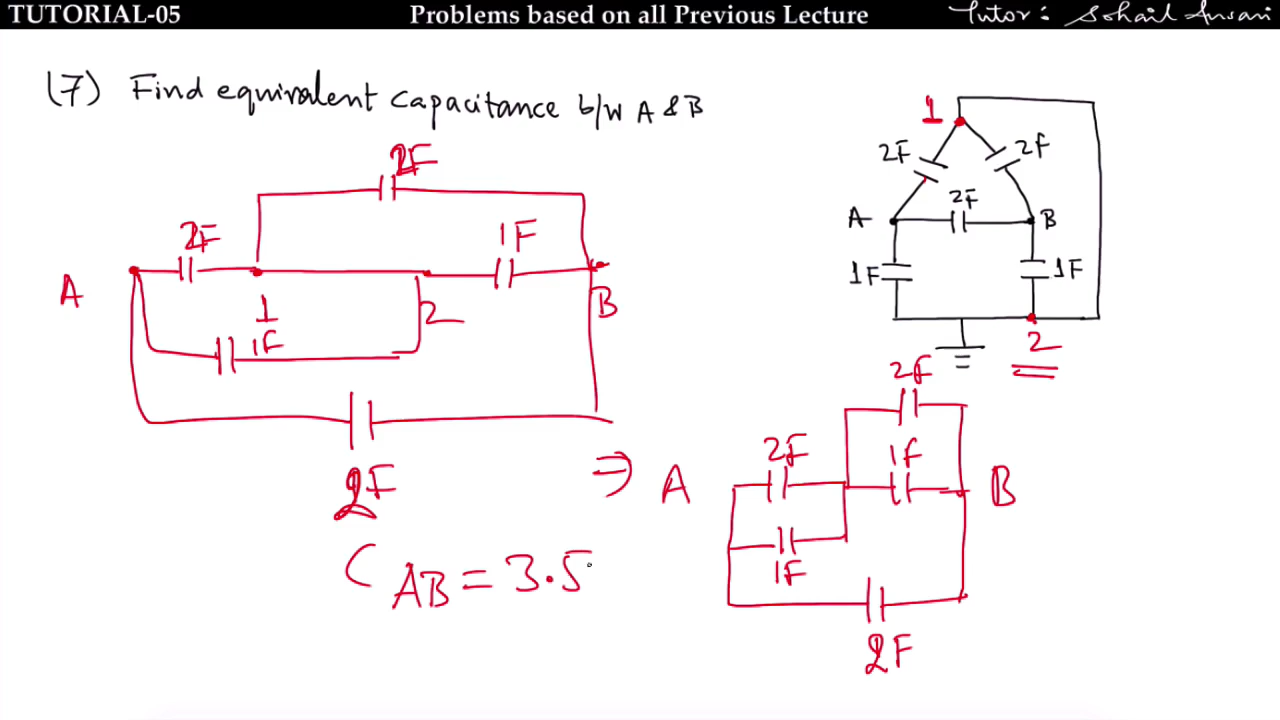 TUTORIAL-05 Problems based on all Previous Lecture Tutor: Sohail Ansari
(7) Find equivalent capacitance b/w A & B
2F
2F
1F
A
1
2
B
1F
2F
CAB = 3.5
1
2F
2F
A
2F
B
1F
1F
2
⇒
A
2F
2F
1F
B
1F
2F